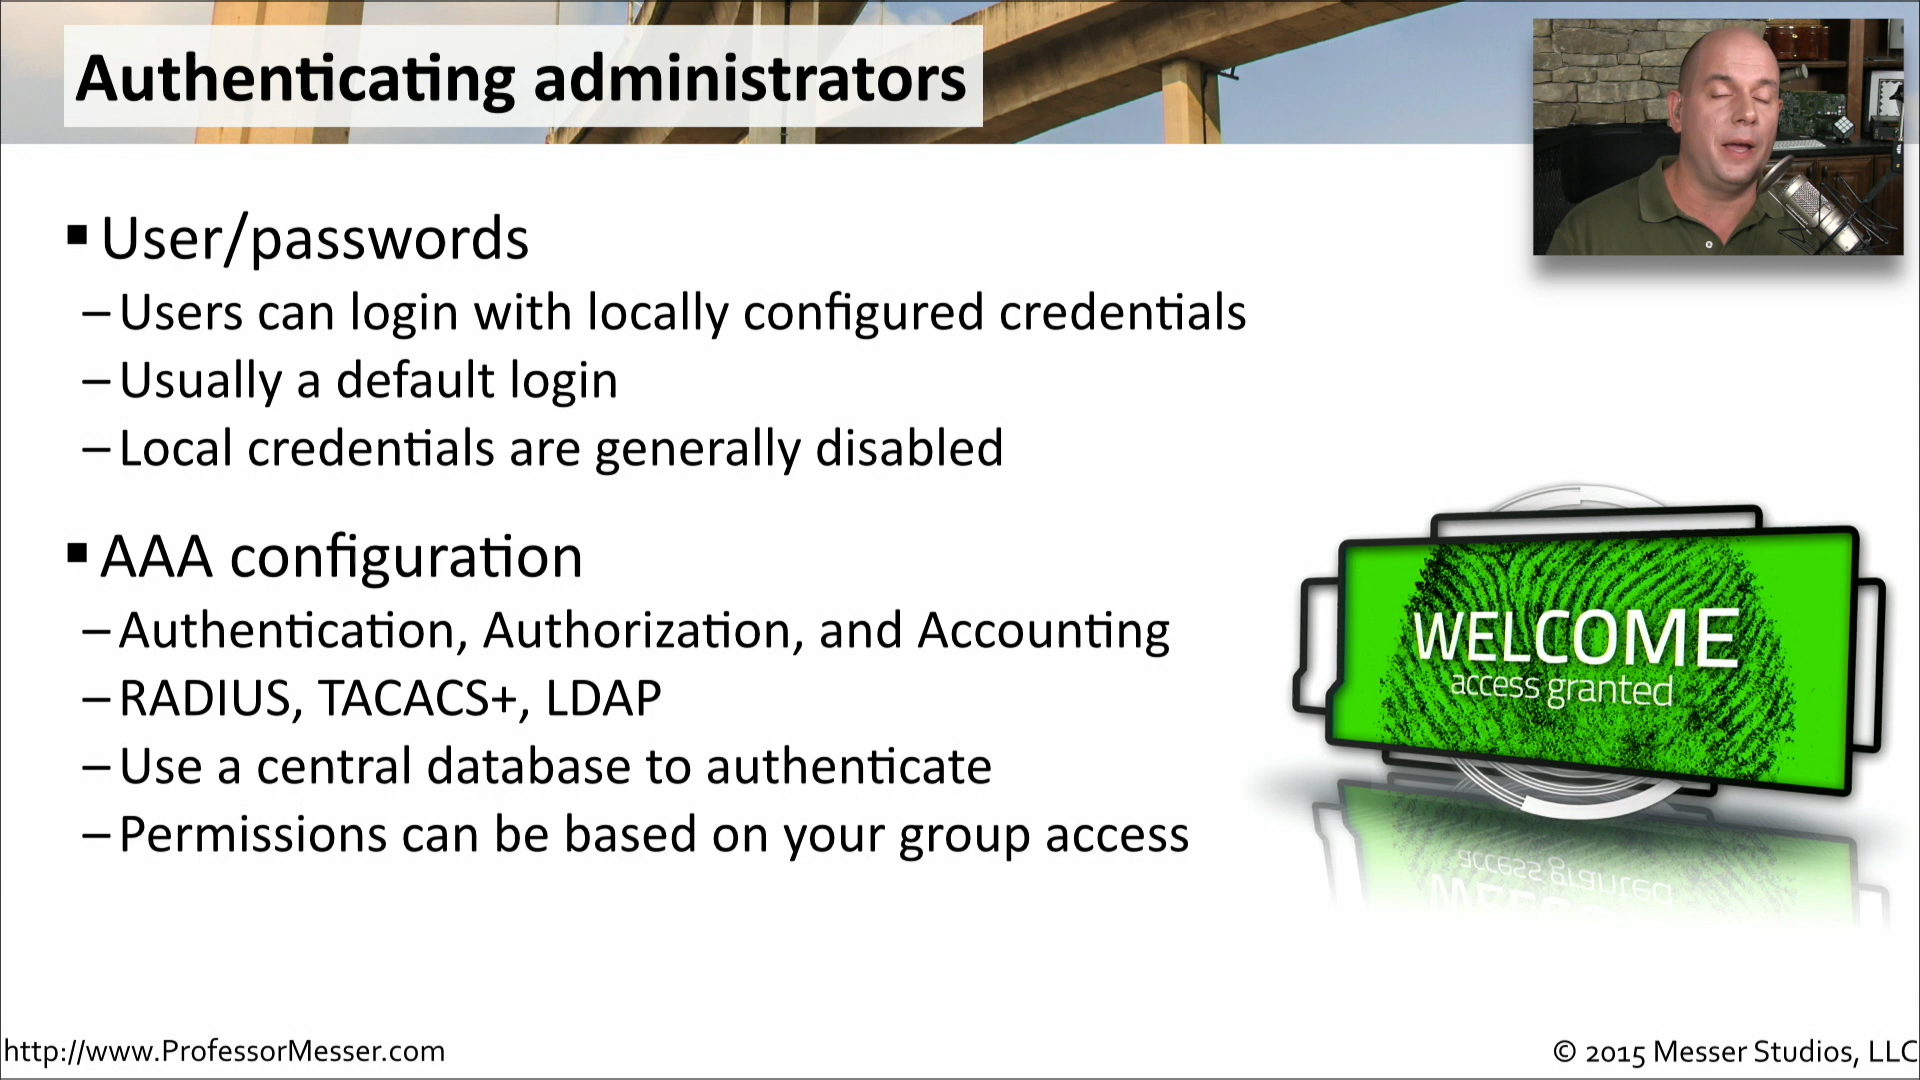 Authenticating administrators
▪ User/passwords
– Users can login with locally configured credentials
– Usually a default login
– Local credentials are generally disabled
▪ AAA configuration
– Authentication, Authorization, and Accounting
– RADIUS, TACACS+, LDAP
– Use a central database to authenticate
– Permissions can be based on your group access
WELCOME
access granted
access granted
http://www.ProfessorMesser.com
© 2015 Messer Studios, LLC